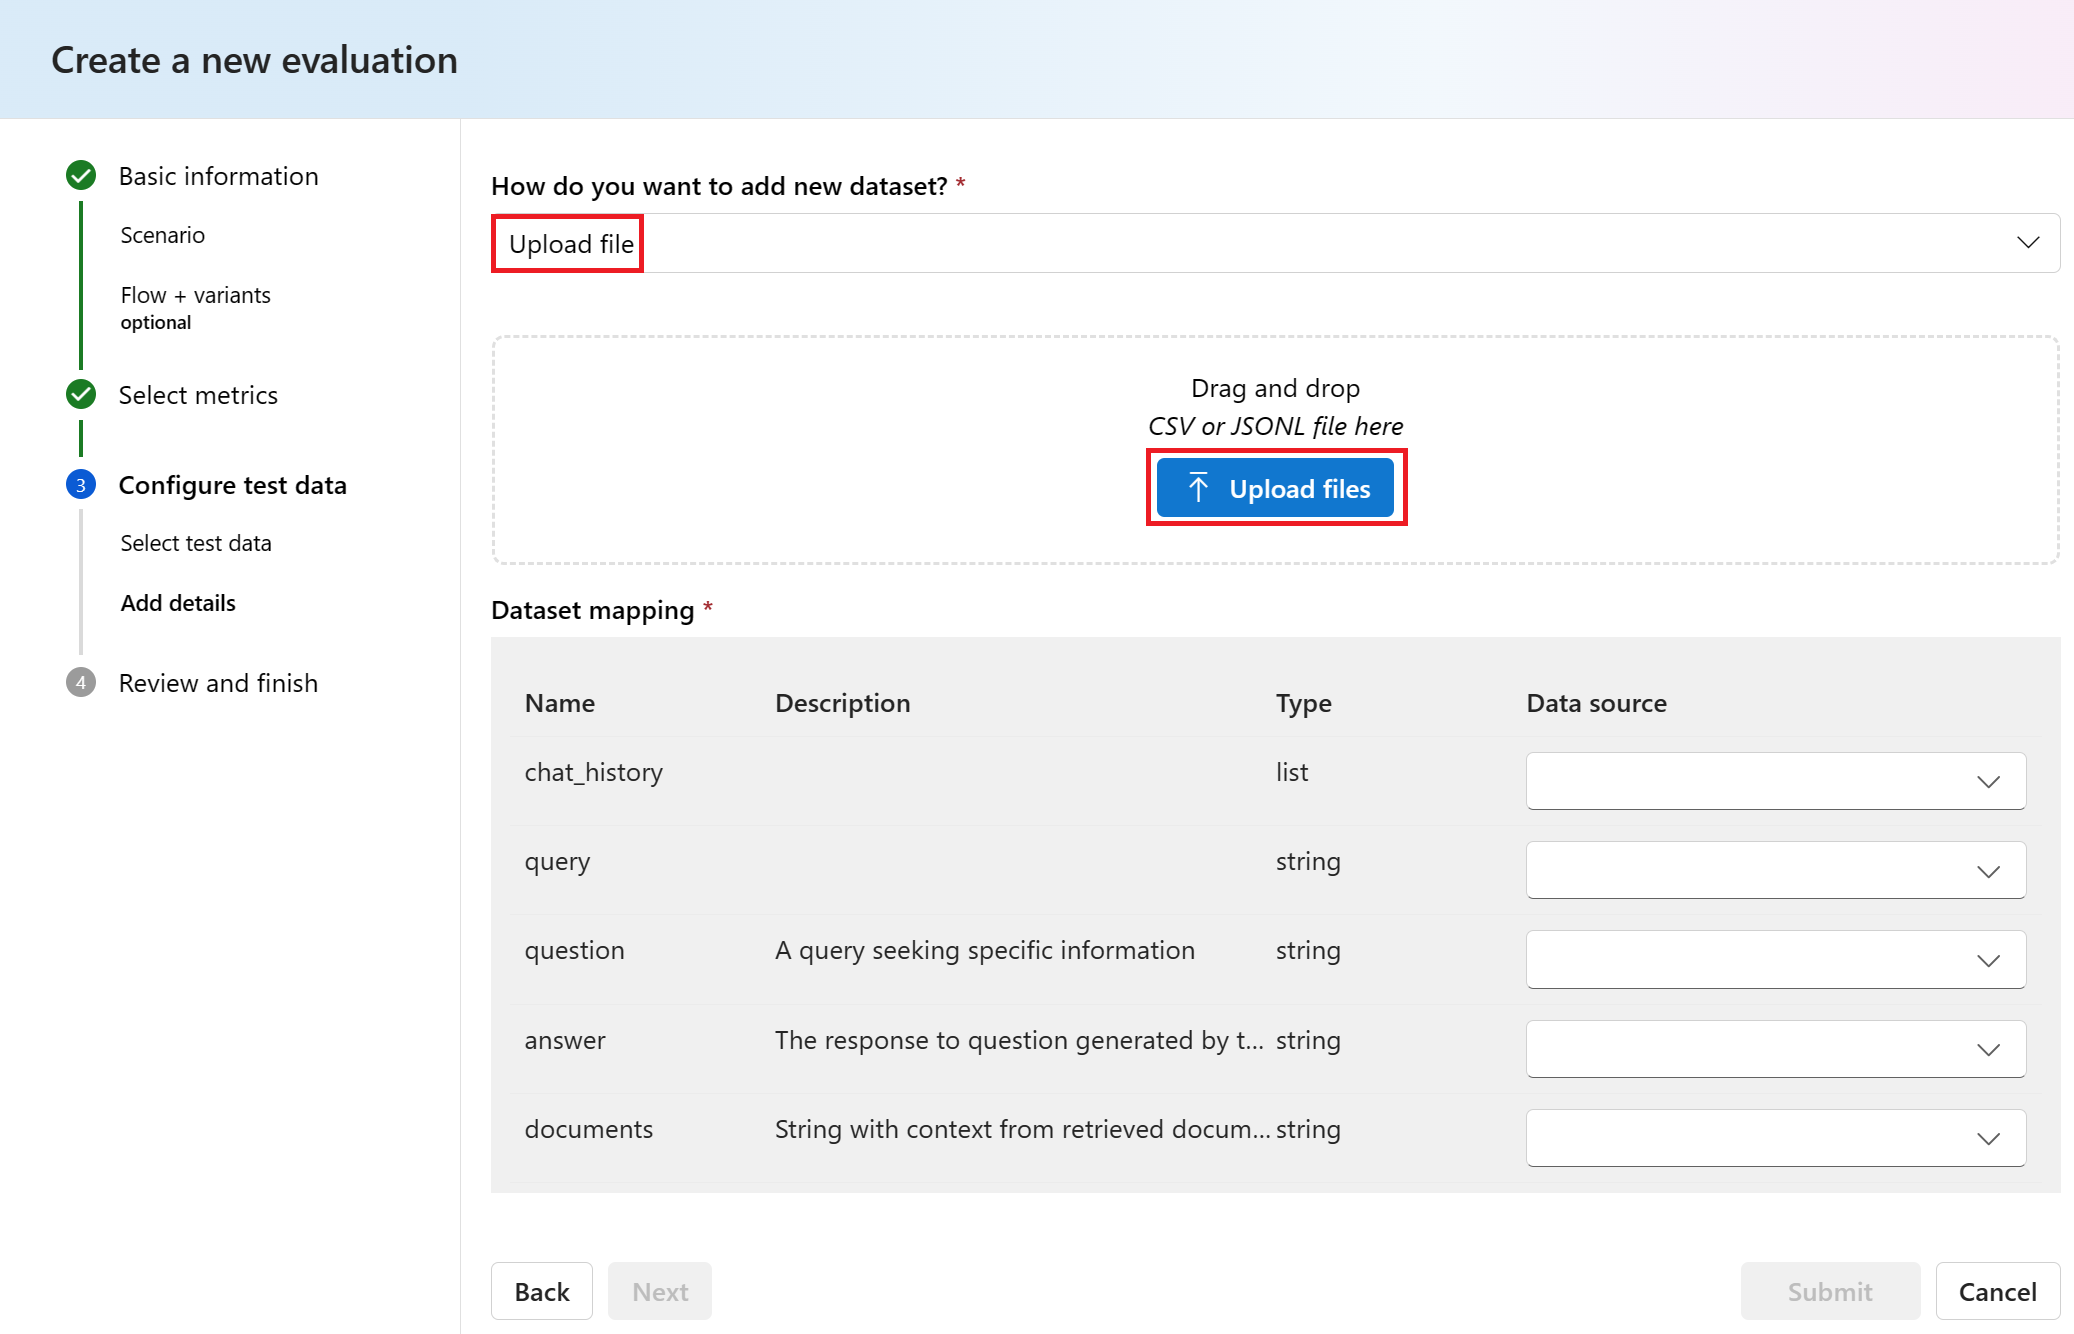 Create a new evaluation
Basic information
Scenario
Flow + variants
optional
Select metrics
3 Configure test data
Select test data
Add details
4 Review and finish
How do you want to add new dataset? *
Upload file
Drag and drop
CSV or JSONL file here
Upload files
Dataset mapping *
Name Description Type Data source
chat_history list
query string
question A query seeking specific information string
answer The response to question generated by t... string
documents String with context from retrieved docum... string
Back Next Submit Cancel